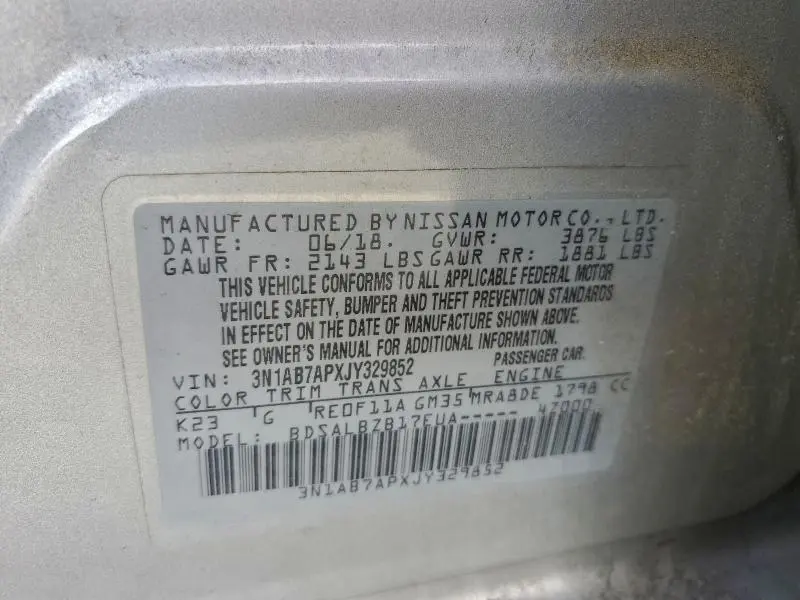 MANUFACTURED BY NISSAN MOTOR CO., LTD.
DATE: 06/18. GVWR: 3876 LBS
GAWR FR: 2143 LBS GAWR RR: 1881 LBS
THIS VEHICLE CONFORMS TO ALL APPLICABLE FEDERAL MOTOR
VEHICLE SAFETY, BUMPER AND THEFT PREVENTION STANDARDS
IN EFFECT ON THE DATE OF MANUFACTURE SHOWN ABOVE.
SEE OWNER'S MANUAL FOR ADDITIONAL INFORMATION.
VIN: 3N1AB7APXJY329852 PASSENGER CAR.
COLOR TRIM TRANS AXLE ENGINE
K23 G RE0F11A GM35 MRA8DE 1798 CC
MODEL: BDSALBZB17EUA----- 47000
3N1AB7APXJY329852